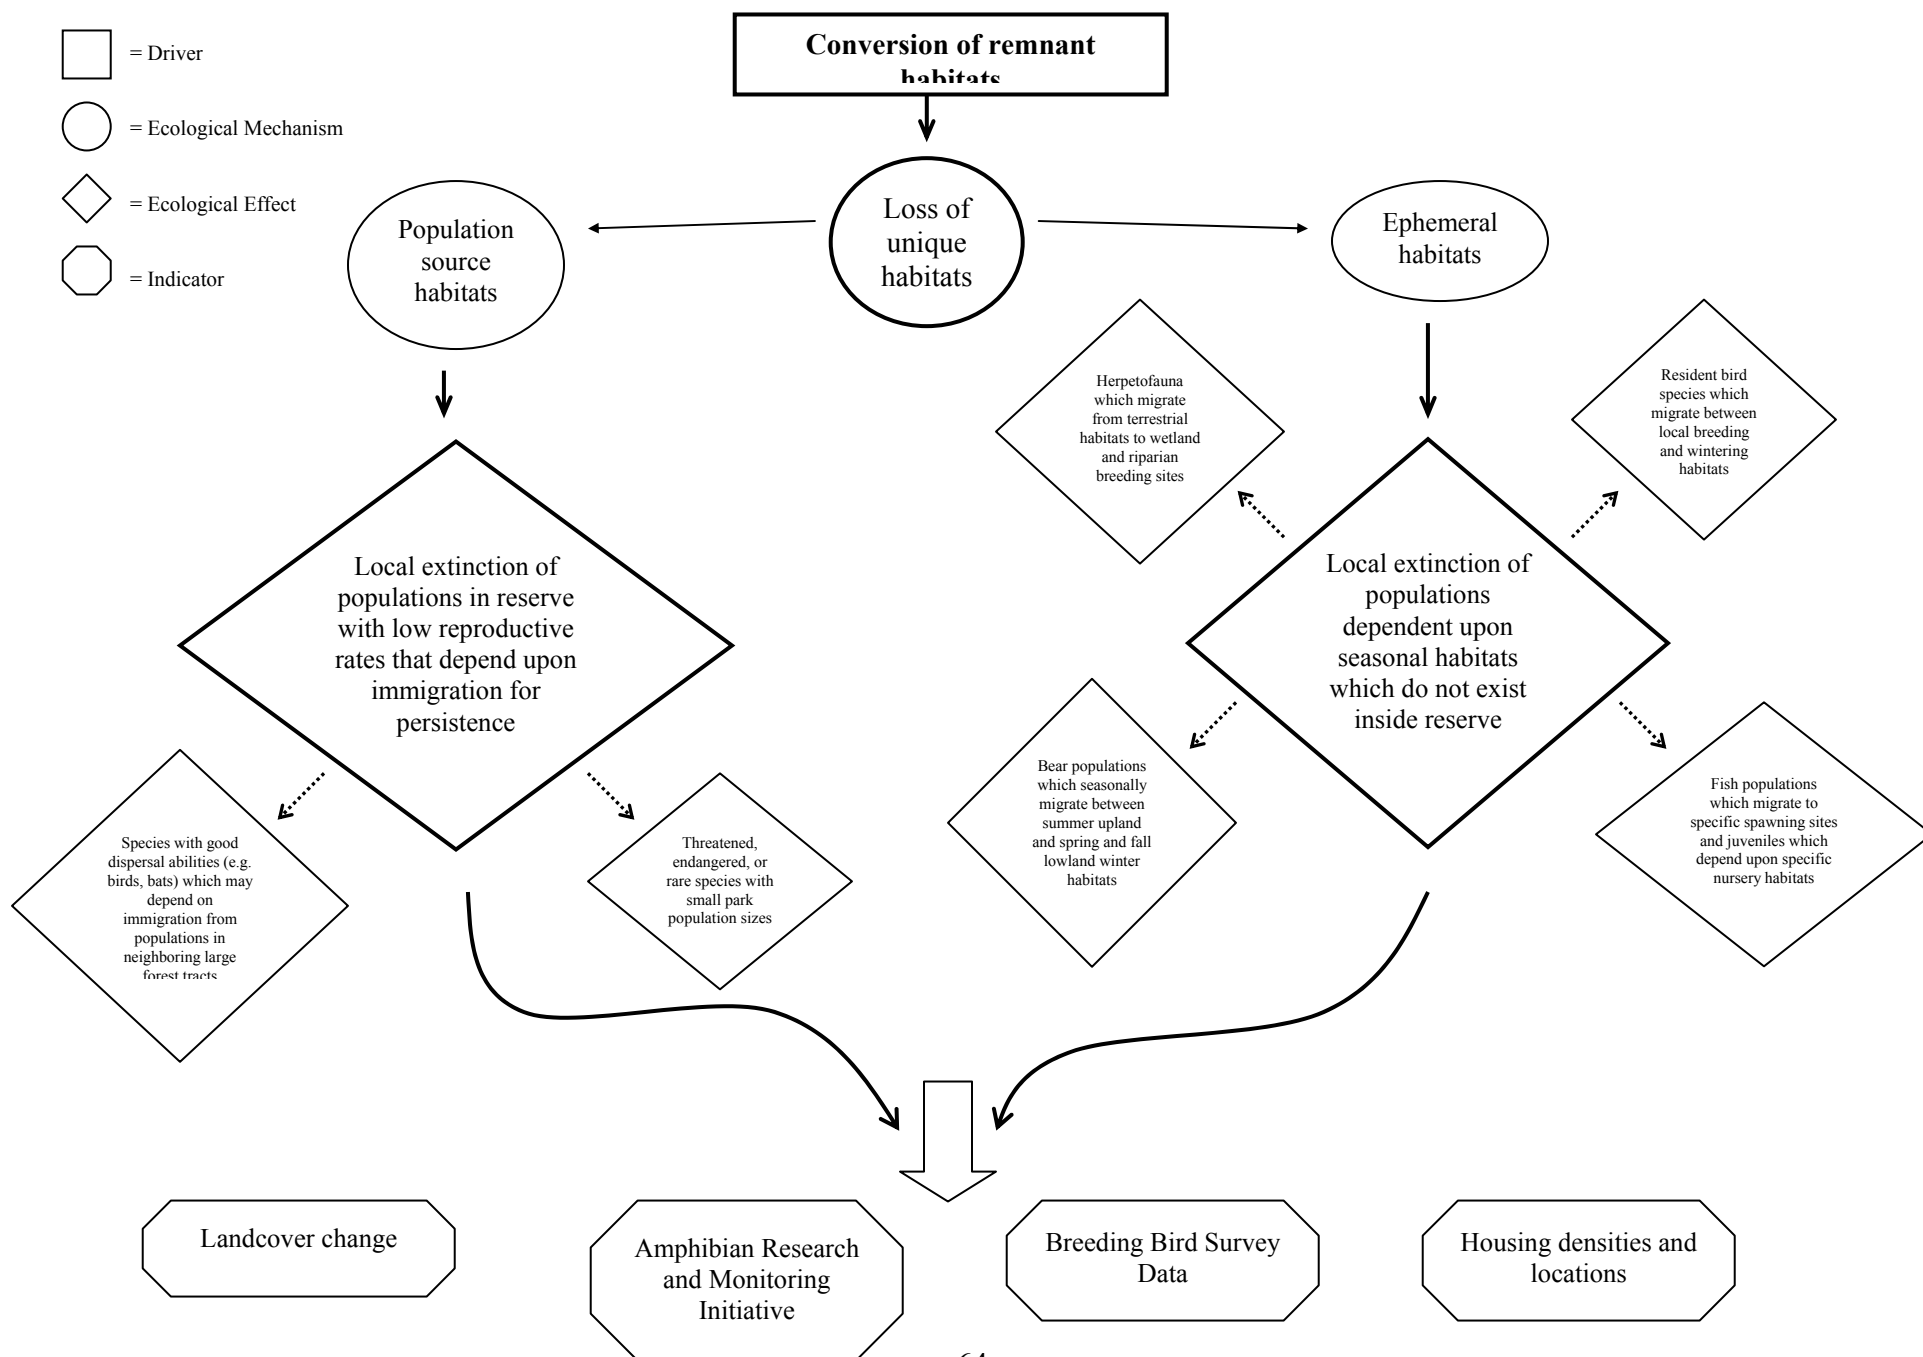 Conversion of remnant
habitats
= Driver
= Ecological Mechanism
= Ecological Effect
= Indicator
Population
source
habitats
Loss of
unique
habitats
Ephemeral
habitats
Herpetofauna
which migrate
from terrestrial
habitats to wetland
and riparian
breeding sites
Resident bird
species which
migrate between
local breeding
and wintering
habitats
Local extinction of
populations in reserve
with low reproductive
rates that depend upon
immigration for
persistence
Local extinction of
populations
dependent upon
seasonal habitats
which do not exist
inside reserve
Species with good
dispersal abilities (e.g.
birds, bats) which may
depend on
immigration from
populations in
neighboring large
forest tracts
Threatened,
endangered, or
rare species with
small park
population sizes
Bear populations
which seasonally
migrate between
summer upland
and spring and fall
lowland winter
habitats
Fish populations
which migrate to
specific spawning sites
and juveniles which
depend upon specific
nursery habitats
Landcover change
Amphibian Research
and Monitoring
Initiative
Breeding Bird Survey
Data
Housing densities and
locations